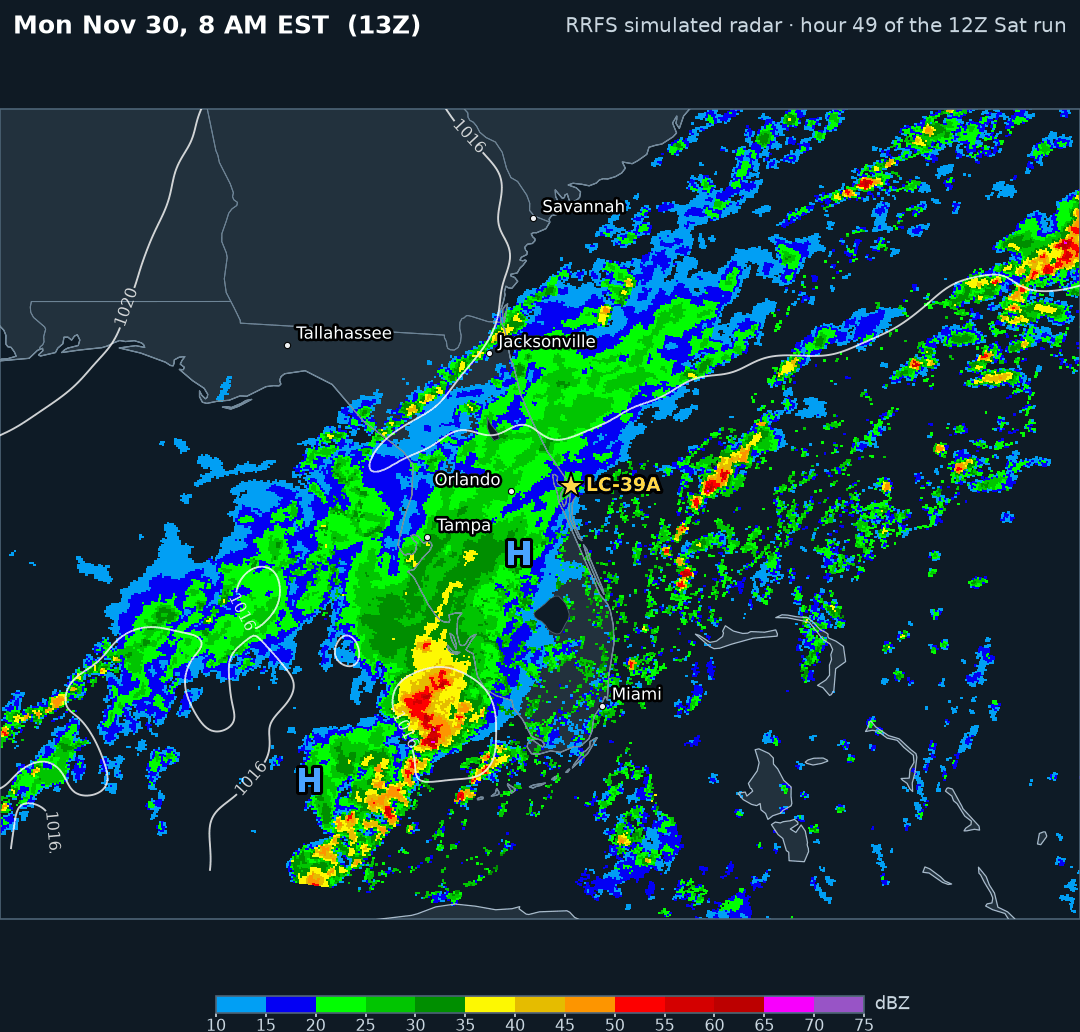 Mon Nov 30, 8 AM EST (13Z)
RRFS simulated radar · hour 49 of the 12Z Sat run
1016
Savannah
1020
Tallahassee
Jacksonville
Orlando
LC-39A
Tampa
H
1016
Miami
H
1016
1016
10 15 20 25 30 35 40 45 50 55 60 65 70 75
dBZ